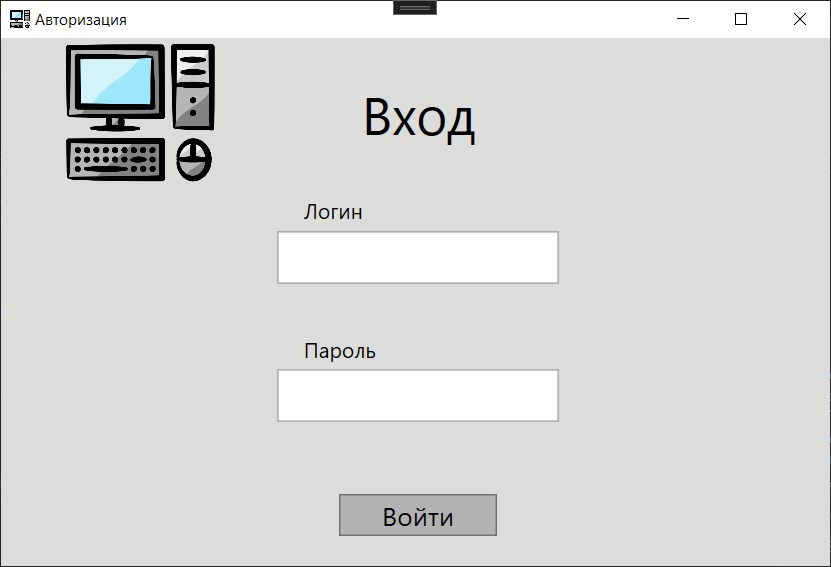 Авторизация
Вход
Логин
Пароль
Войти